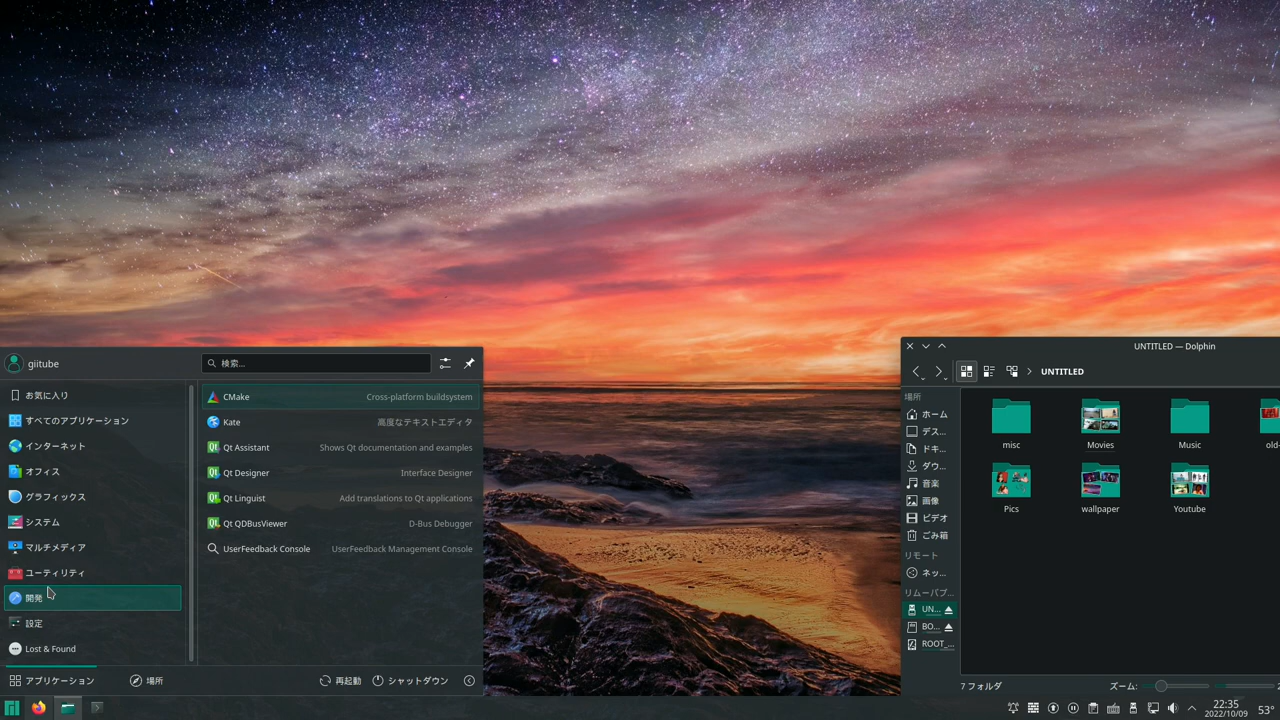 giitube
検索...
お気に入り
すべてのアプリケーション
インターネット
オフィス
グラフィックス
システム
マルチメディア
ユーティリティ
開発
設定
Lost & Found
CMake Cross-platform buildsystem
Kate 高度なテキストエディタ
Qt Assistant Shows Qt documentation and examples
Qt Designer Interface Designer
Qt Linguist Add translations to Qt applications
Qt QDBusViewer D-Bus Debugger
UserFeedback Console UserFeedback Management Console
アプリケーション 場所 再起動 シャットダウン
UNTITLED — Dolphin
UNTITLED
場所
ホーム
デス...
ドキ...
ダウ...
音楽
画像
ビデオ
ごみ箱
リモート
ネッ...
リムーバブ...
UN...
BO...
ROOT_...
misc Movies Music old-
Pics wallpaper Youtube
7 フォルダ ズーム:
22:35
2022/10/09
53°